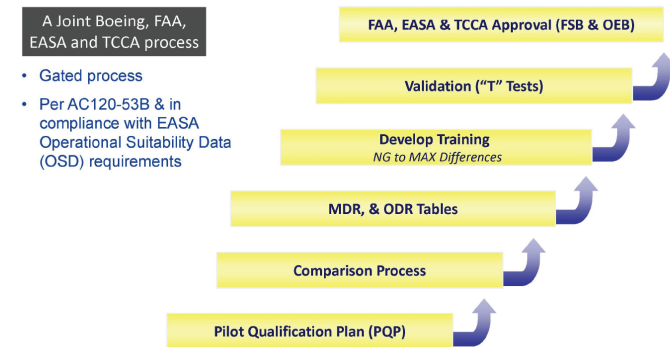 A Joint Boeing, FAA,
EASA and TCCA process
• Gated process
• Per AC120-53B & in
compliance with EASA
Operational Suitability Data
(OSD) requirements
FAA, EASA & TCCA Approval (FSB & OEB)
Validation (“T” Tests)
Develop Training
NG to MAX Differences
MDR, & ODR Tables
Comparison Process
Pilot Qualification Plan (PQP)